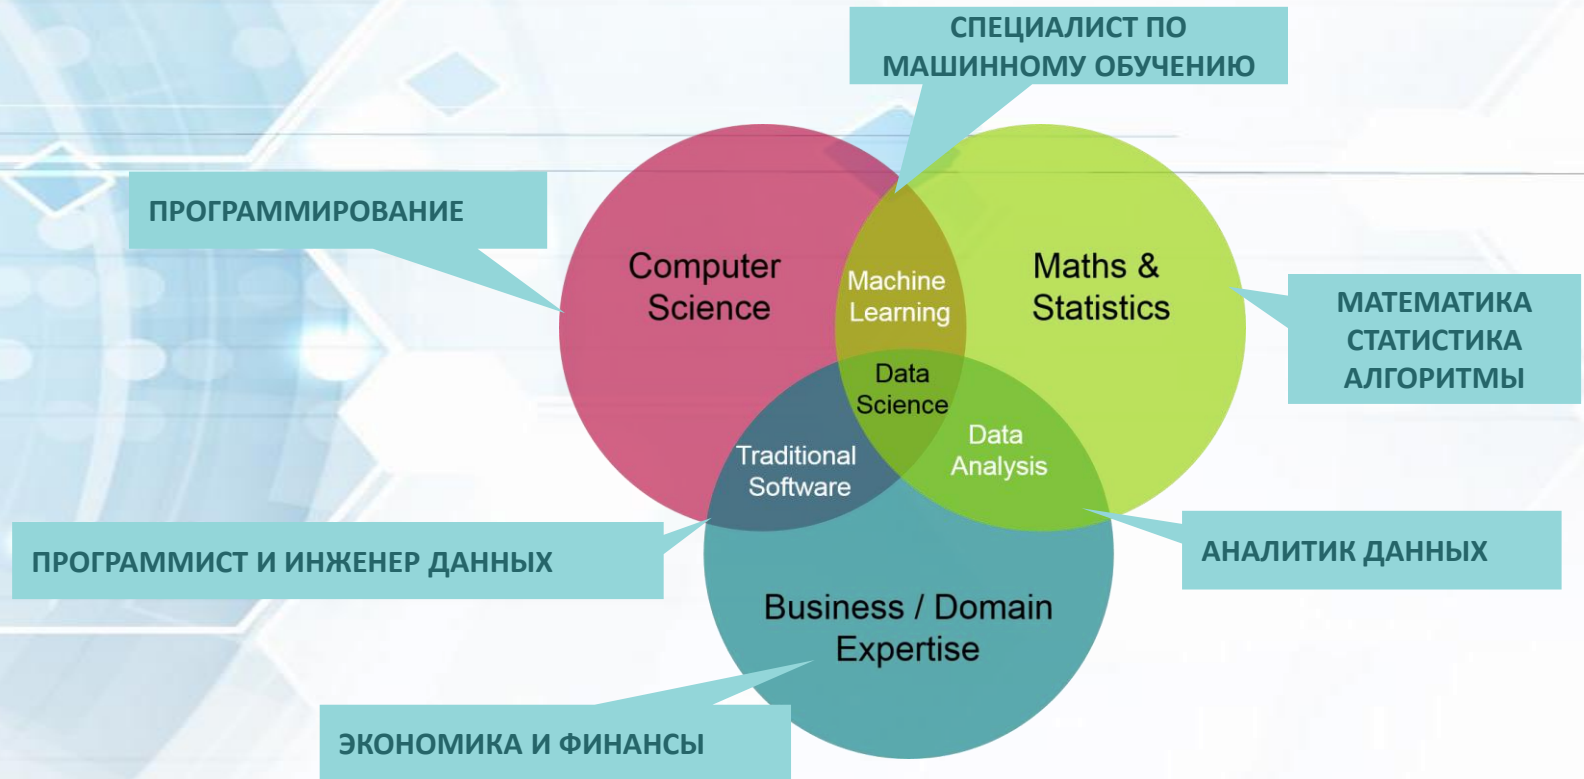 СПЕЦИАЛИСТ ПО
МАШИННОМУ ОБУЧЕНИЮ
ПРОГРАММИРОВАНИЕ
Computer
Science
Machine
Learning
Maths &
Statistics
МАТЕМАТИКА
СТАТИСТИКА
АЛГОРИТМЫ
Data
Science
Traditional
Software
Data
Analysis
ПРОГРАММИСТ И ИНЖЕНЕР ДАННЫХ
АНАЛИТИК ДАННЫХ
Business / Domain
Expertise
ЭКОНОМИКА И ФИНАНСЫ